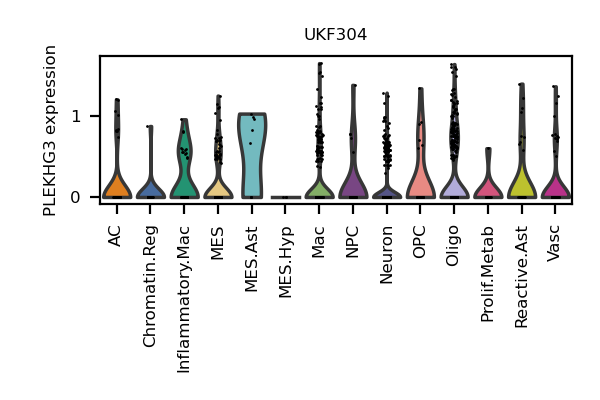 UKF304
PLEKHG3 expression
1
0
AC
Chromatin.Reg
Inflammatory.Mac
MES
MES.Ast
MES.Hyp
Mac
NPC
Neuron
OPC
Oligo
Prolif.Metab
Reactive.Ast
Vasc